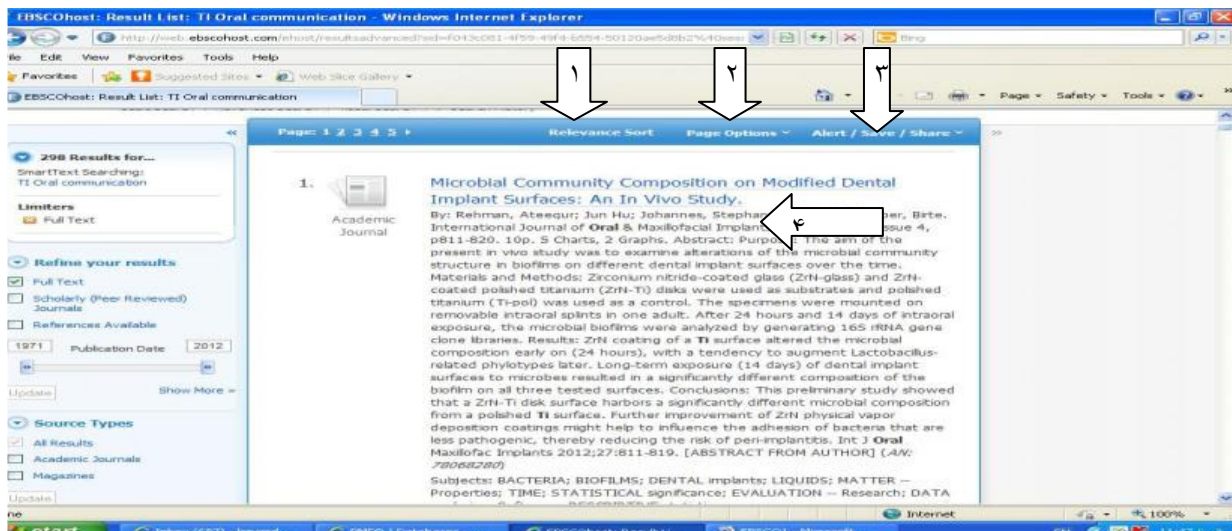 EBSCOhost: Result List: TI Oral communication - Windows Internet Explorer
Bing
Edit View Favorites Tools Help
Favorites Suggested Sites Web Slice Gallery
EBSCOhost: Result List: TI Oral communication
Page Safety Tools
۱
۲
۳
Page: 1 2 3 4 5
Relevance Sort Page Options Alert / Save / Share
298 Results for...
SmartText Searching:
TI Oral communication
Limiters
Full Text
Refine your results
Full Text
Scholarly (Peer Reviewed) Journals
References Available
1971 Publication Date 2012
Update
Show More
Source Types
All Results
Academic Journals
Magazines
Update
1.
Academic
Journal
Microbial Community Composition on Modified Dental
Implant Surfaces: An In Vivo Study.
By: Rehman, Ateequr; Jun Hu; Johannes, Birte.
۴
International Journal of Oral & Maxillofacial 4,
p811-820. 10p. 5 Charts, 2 Graphs. Abstract: The aim of the
present in vivo study was to examine alterations of the microbial community
structure in biofilms on different dental implant surfaces over the time.
Materials and Methods: Zirconium nitride-coated glass (ZrN-glass) and ZrN-
coated polished titanium (ZrN-Ti) disks were used as substrates and polished
titanium (Ti-pol) was used as a control. The specimens were mounted on
removable intraoral splints in one adult. After 24 hours and 14 days of intraoral
exposure, the microbial biofilms were analyzed by generating 16S rRNA gene
clone libraries. Results: ZrN coating of a Ti surface altered the microbial
composition early on (24 hours), with a tendency to augment Lactobacillus-
related phylotypes later. Long-term exposure (14 days) of dental implant
surfaces to microbes resulted in a significantly different composition of the
biofilm on all three tested surfaces. Conclusions: This preliminary study showed
that a ZrN-Ti disk surface harbors a significantly different microbial composition
from a polished Ti surface. Further improvement of ZrN physical vapor
deposition coatings might help to influence the adhesion of bacteria that are
less pathogenic, thereby reducing the risk of peri-implantitis. Int J Oral
Maxillofac Implants 2012;27:811-819. [ABSTRACT FROM AUTHOR] (AN:
78068280)
Subjects: BACTERIA; BIOFILMS; DENTAL implants; LIQUIDS; MATTER --
Properties; TIME; STATISTICAL significance; EVALUATION -- Research; DATA
Internet 100%
start